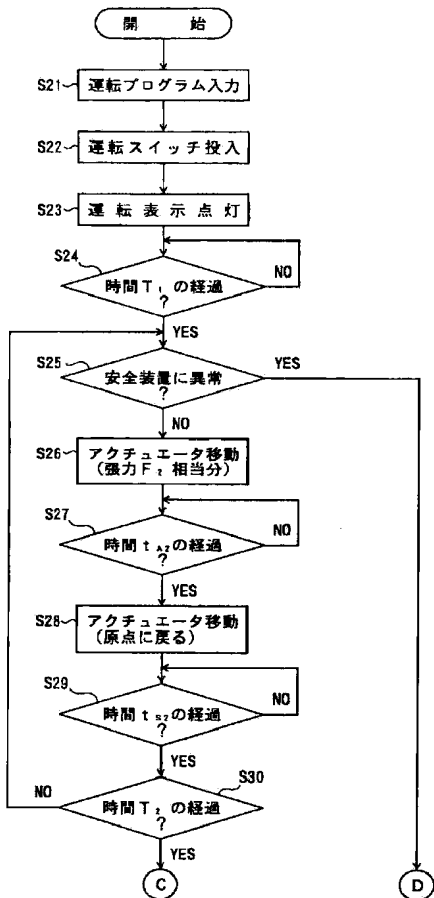 開 始
S21
運転プログラム入力
S22
運転スイッチ投入
S23
運転表示点灯
S24
NO
時間T₁の経過
?
YES
S25
安全装置に異常
?
YES
NO
S26
アクチュエータ移動
(張力F₂相当分)
S27
NO
時間tA2の経過
?
YES
S28
アクチュエータ移動
(原点に戻る)
S29
NO
時間tS2の経過
?
YES
S30
NO
時間T₂の経過
?
YES
C
D